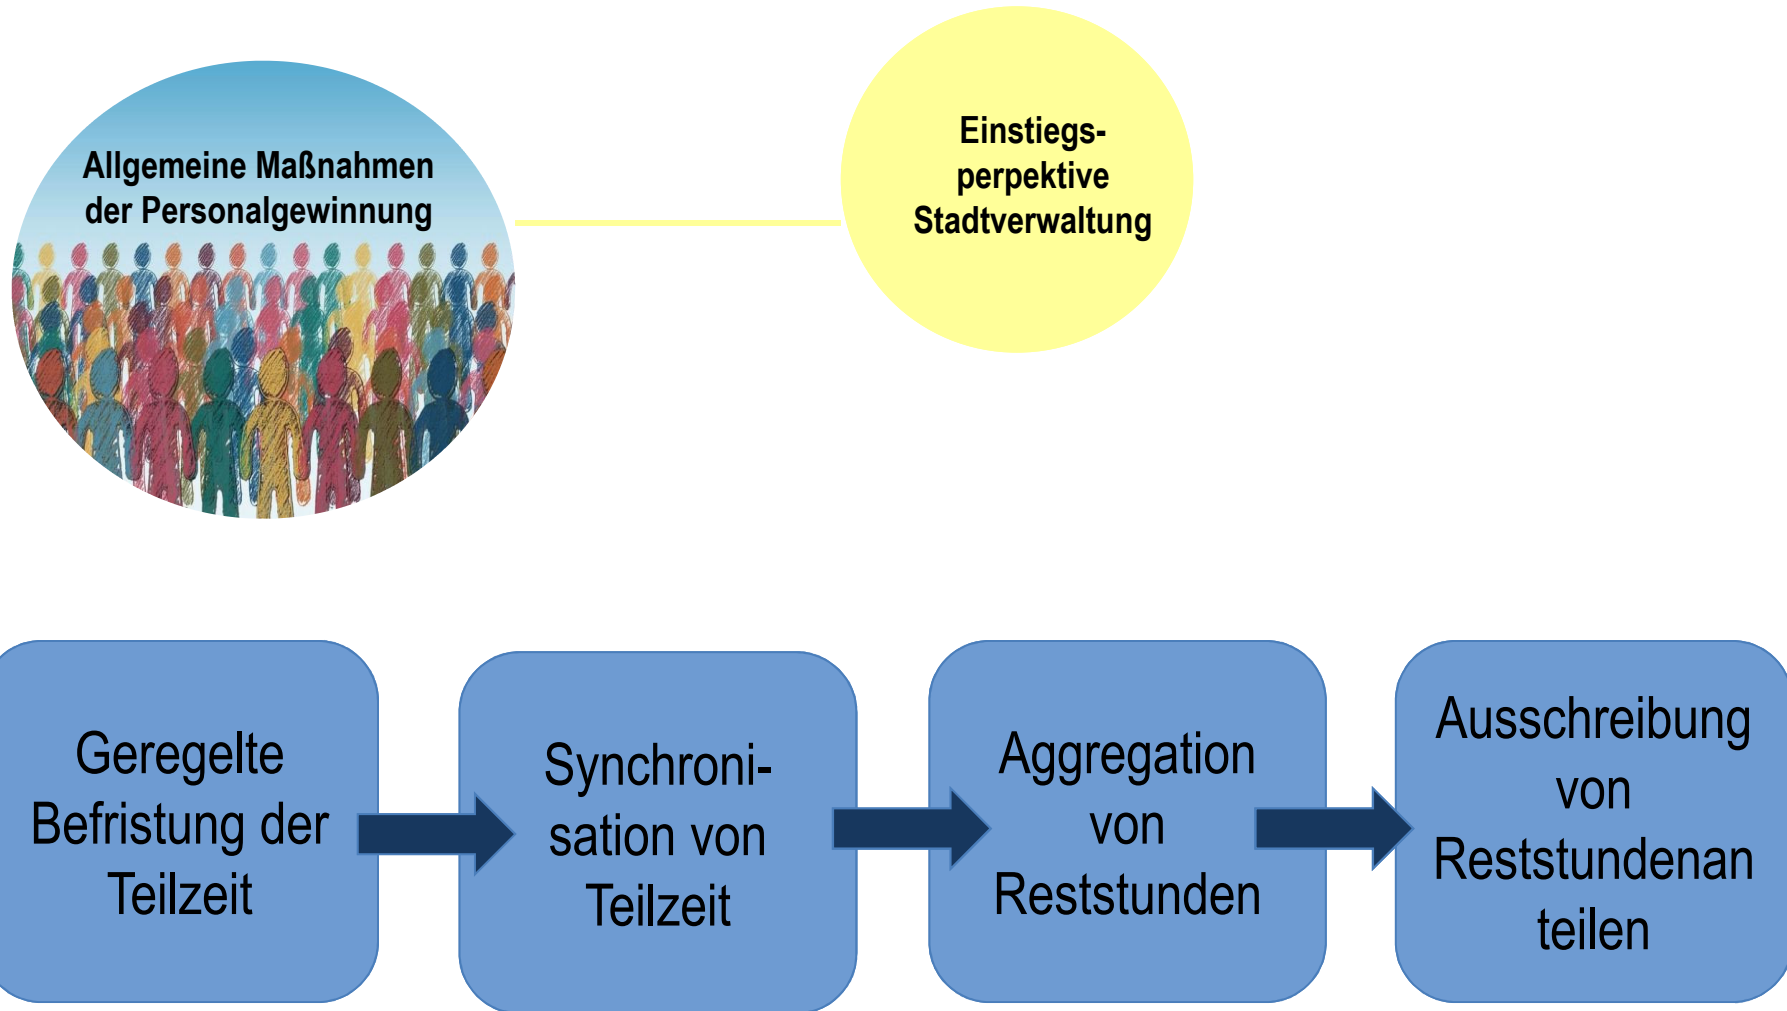 Allgemeine Maßnahmen
der Personalgewinnung
Einstiegs-
perpektive
Stadtverwaltung
Geregelte
Befristung der
Teilzeit
Synchroni-
sation von
Teilzeit
Aggregation
von
Reststunden
Ausschreibung
von
Reststundenan
teilen